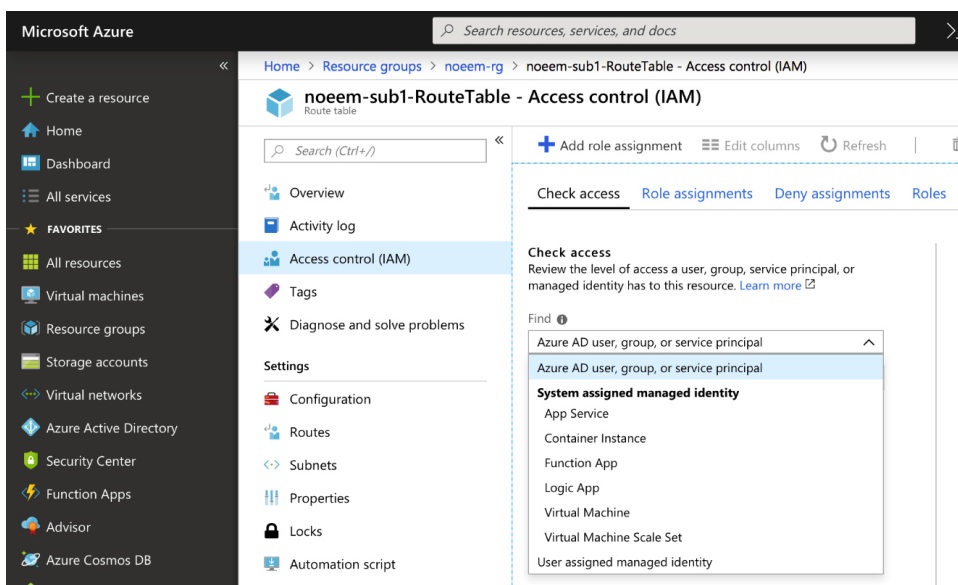 Microsoft Azure
Search resources, services, and docs
«
Create a resource
Home
Dashboard
All services
FAVORITES
All resources
Virtual machines
Resource groups
Storage accounts
Virtual networks
Azure Active Directory
Security Center
Function Apps
Advisor
Azure Cosmos DB
Home > Resource groups > noeem-rg > noeem-sub1-RouteTable - Access control (IAM)
noeem-sub1-RouteTable - Access control (IAM)
Route table
Search (Ctrl+/)
«
Overview
Activity log
Access control (IAM)
Tags
Diagnose and solve problems
Settings
Configuration
Routes
Subnets
Properties
Locks
Automation script
Add role assignment Edit columns Refresh
Check access Role assignments Deny assignments Roles
Check access
Review the level of access a user, group, service principal, or
managed identity has to this resource. Learn more
Find
Azure AD user, group, or service principal
Azure AD user, group, or service principal
System assigned managed identity
App Service
Container Instance
Function App
Logic App
Virtual Machine
Virtual Machine Scale Set
User assigned managed identity